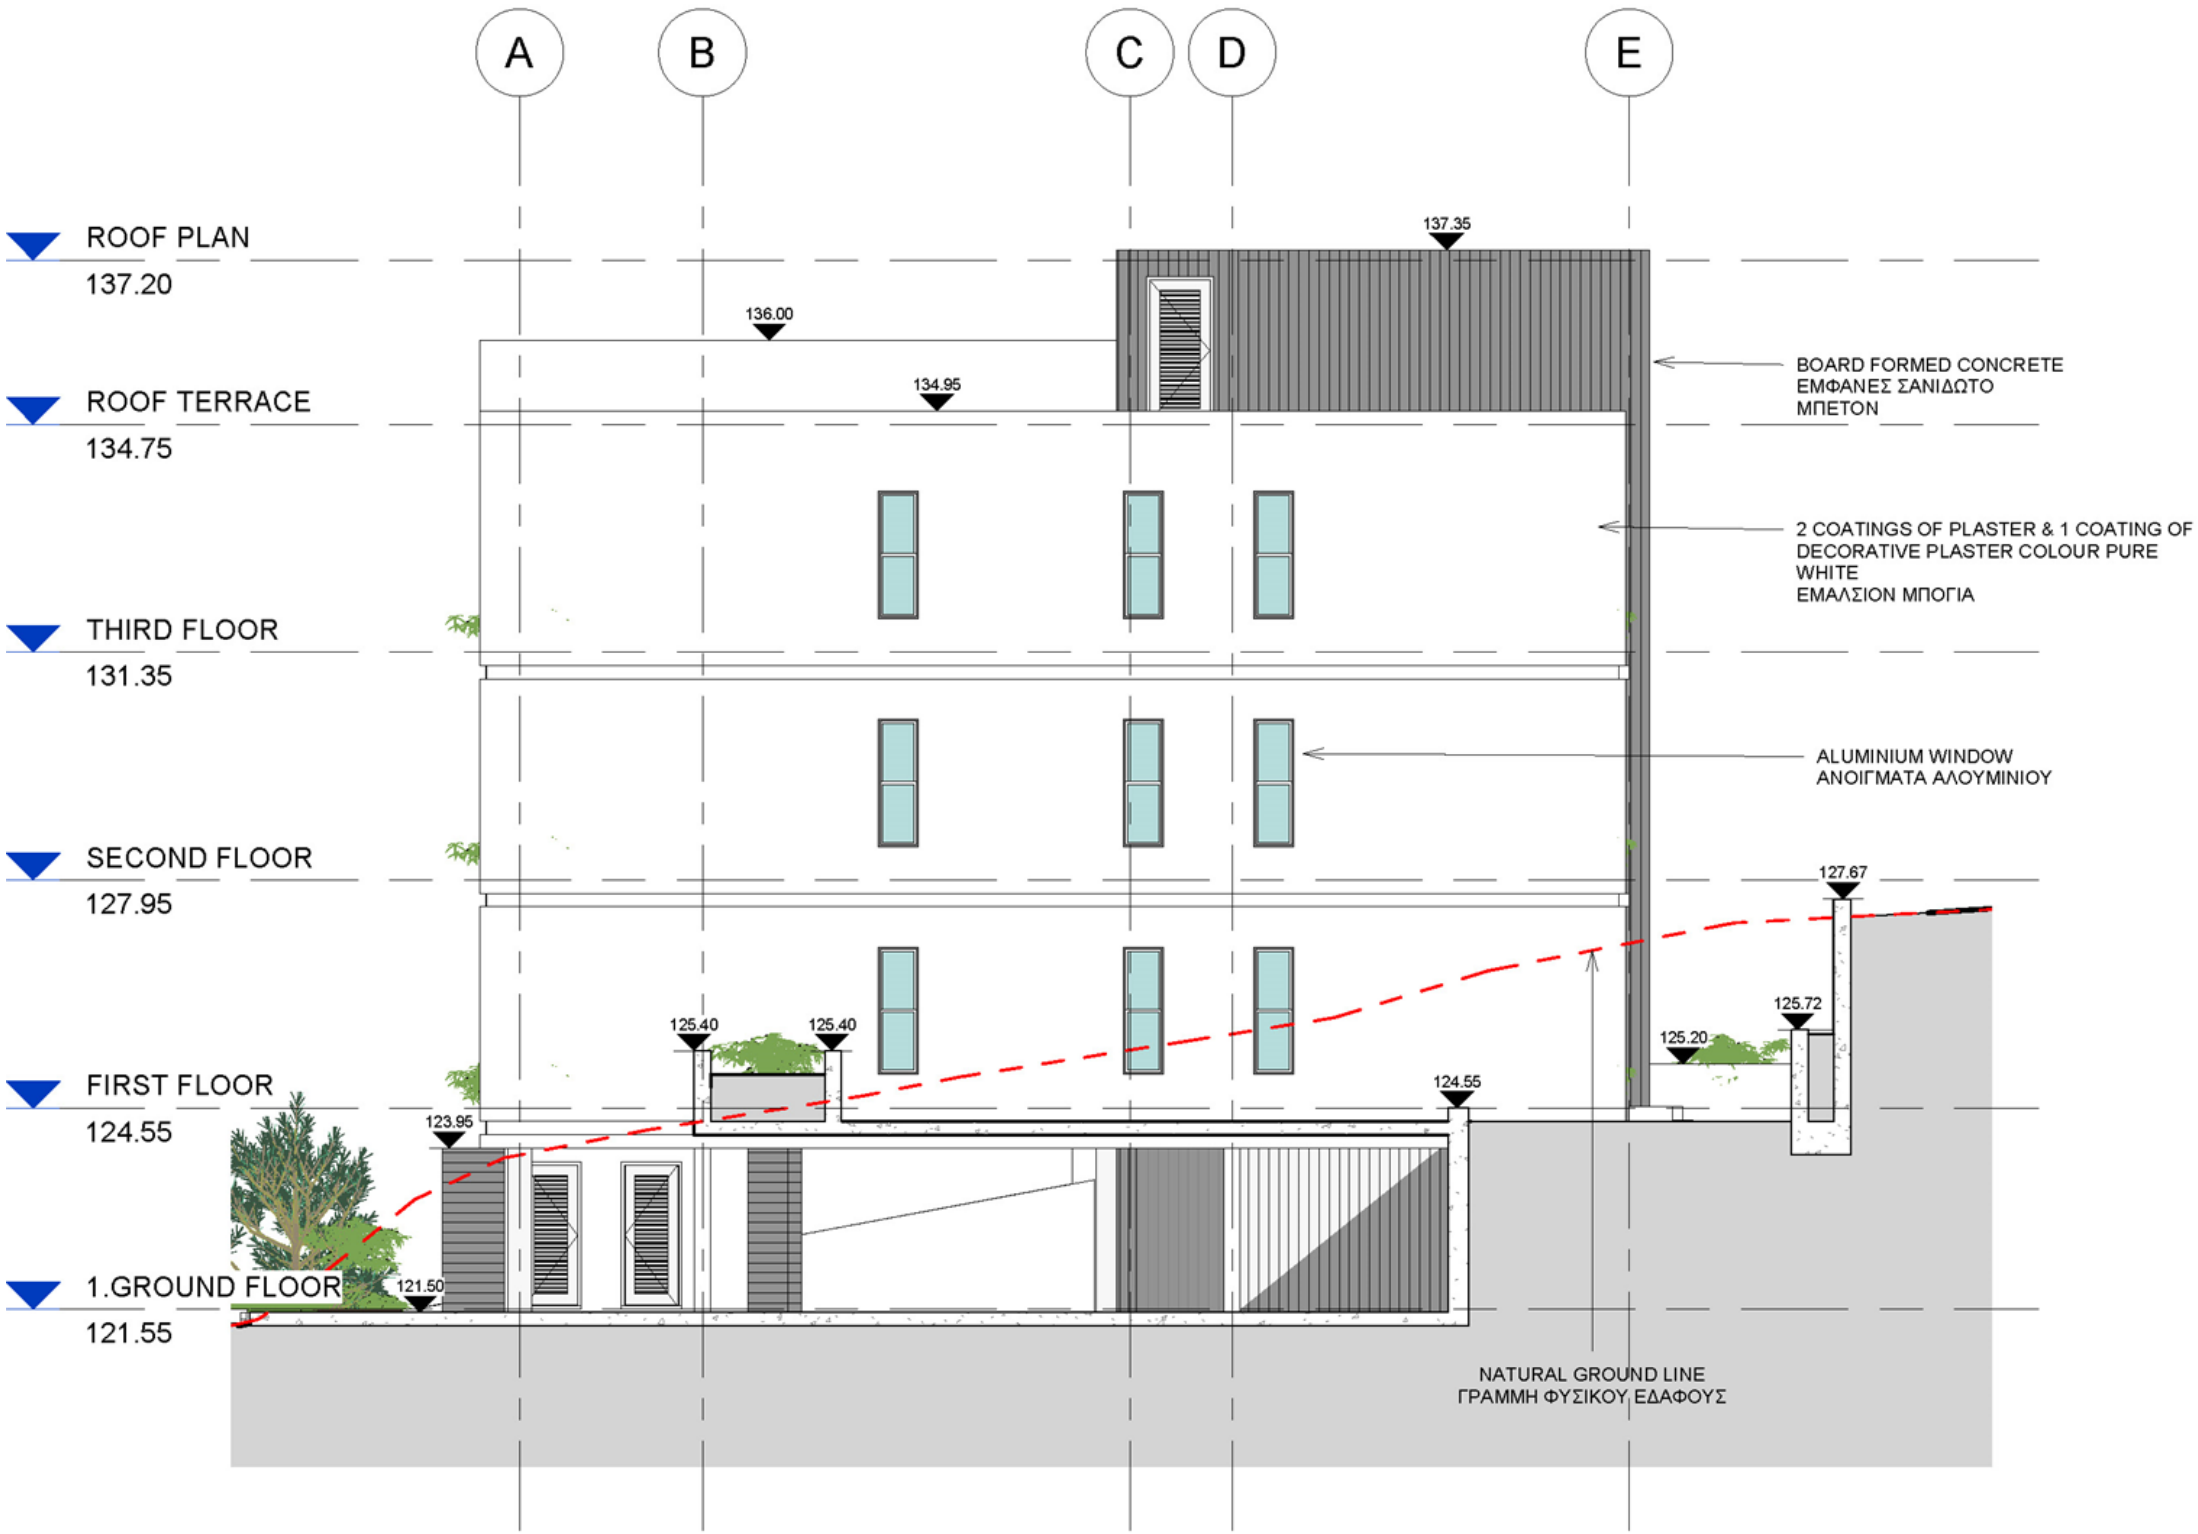 A B C D E
137.35
ROOF PLAN
137.20
136.00
BOARD FORMED CONCRETE
ΕΜΦΑΝΕΣ ΣΑΝΙΔΩΤΟ
ΜΠΕΤΟΝ
134.95
ROOF TERRACE
134.75
2 COATINGS OF PLASTER & 1 COATING OF
DECORATIVE PLASTER COLOUR PURE
WHITE
ΕΜΑΛΣΙΟΝ ΜΠΟΓΙΑ
THIRD FLOOR
131.35
ALUMINIUM WINDOW
ΑΝΟΙΓΜΑΤΑ ΑΛΟΥΜΙΝΙΟΥ
SECOND FLOOR
127.95
127.67
125.72
125.40
125.40
125.20
FIRST FLOOR
124.55
124.55
123.95
1.GROUND FLOOR
121.55
121.50
NATURAL GROUND LINE
ΓΡΑΜΜΗ ΦΥΣΙΚΟΥ ΕΔΑΦΟΥΣ